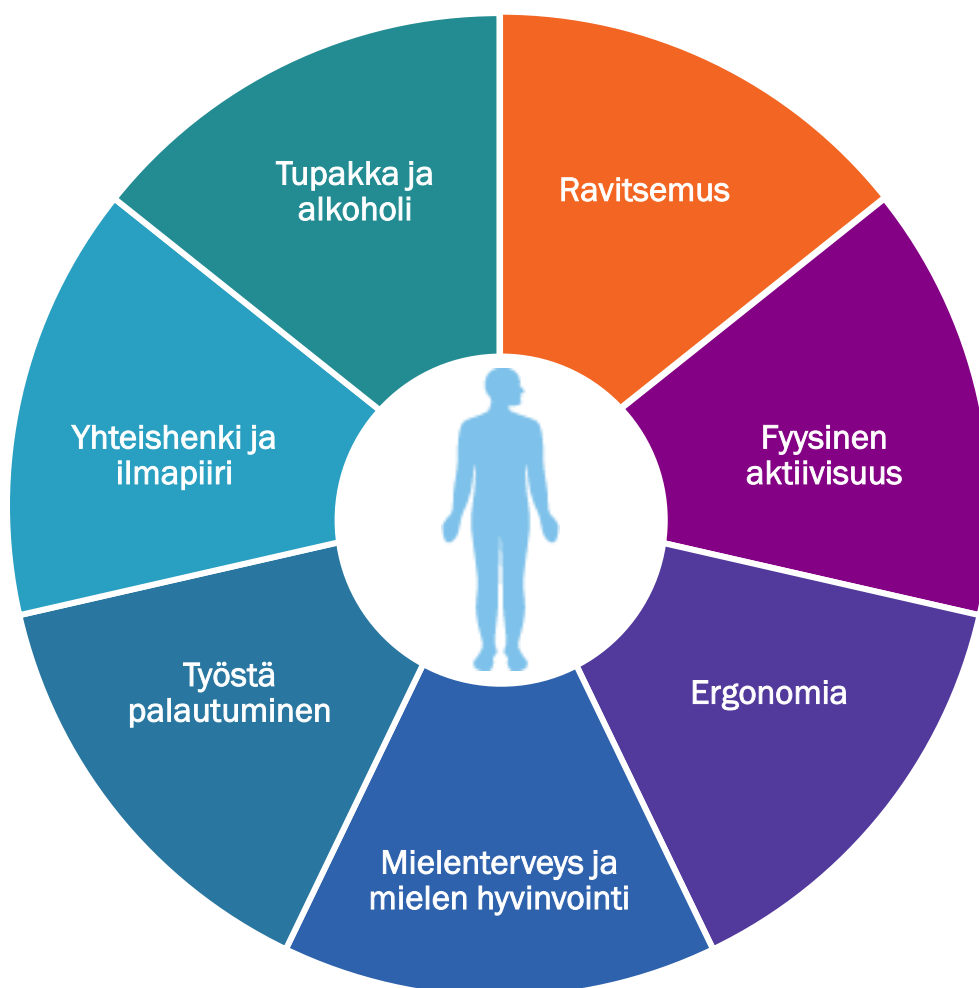 Tupakka ja
alkoholi
Ravitsemus
Yhteishenki ja
ilmapiiri
Fyysinen
aktiivisuus
Työstä
palautuminen
Ergonomia
Mielenterveys ja
mielen hyvinvointi